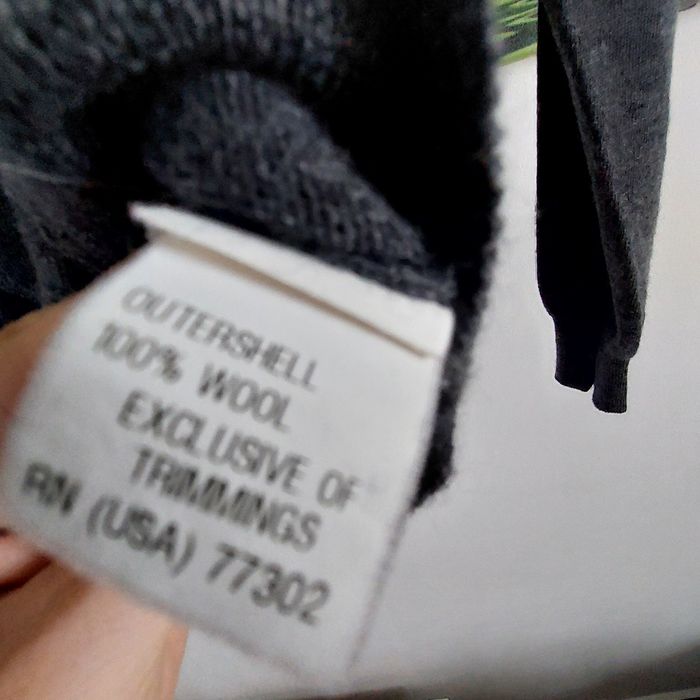 OUTERSHELL
100% WOOL
EXCLUSIVE OF
TRIMMINGS
RN (USA) 77302